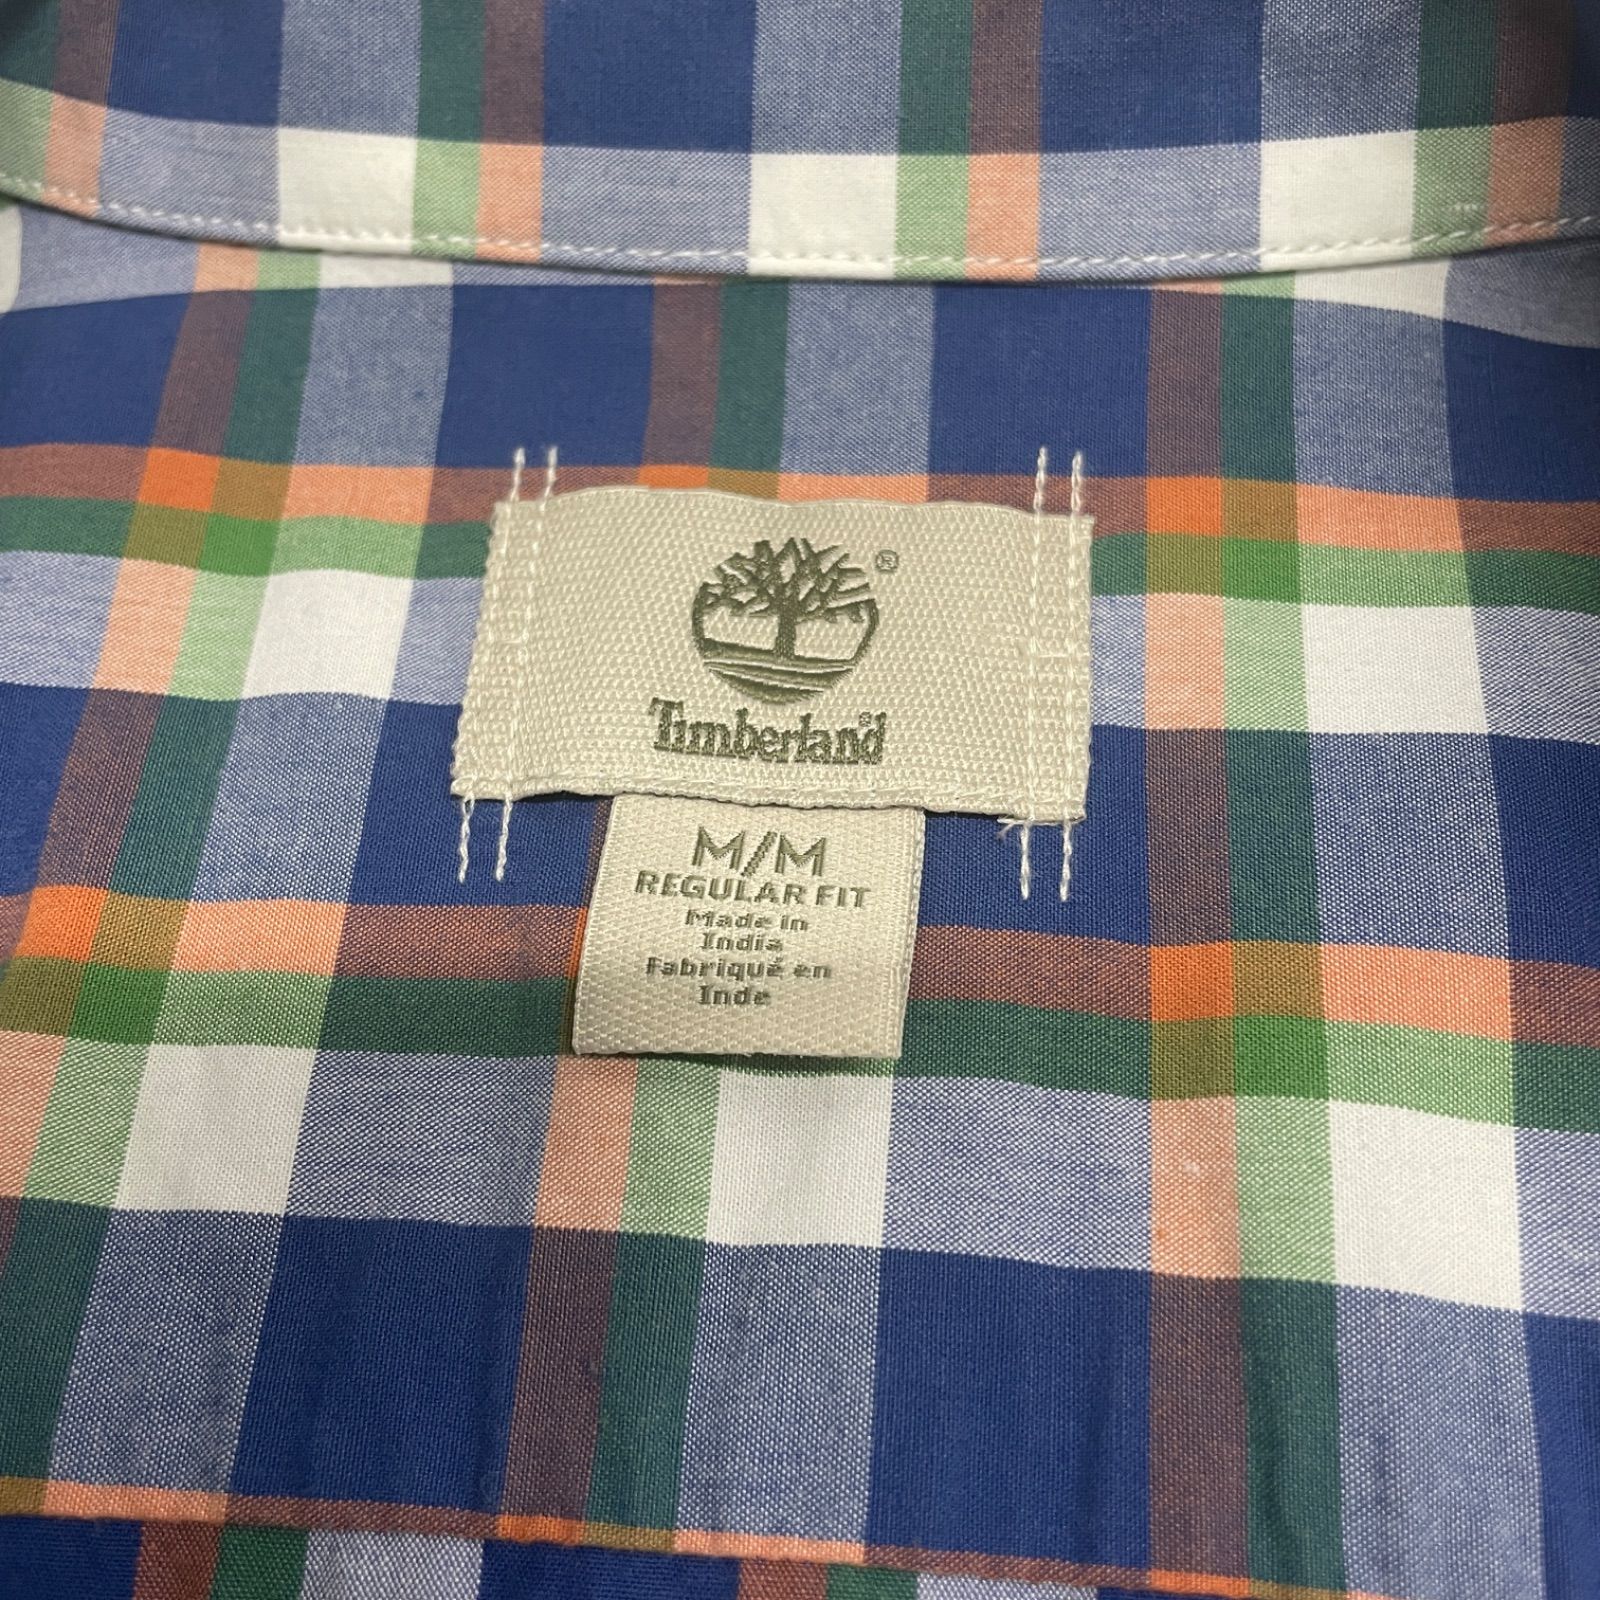 ®
Timberland®
M/M
REGULAR FIT
Made in
India
Fabriqué en
Inde